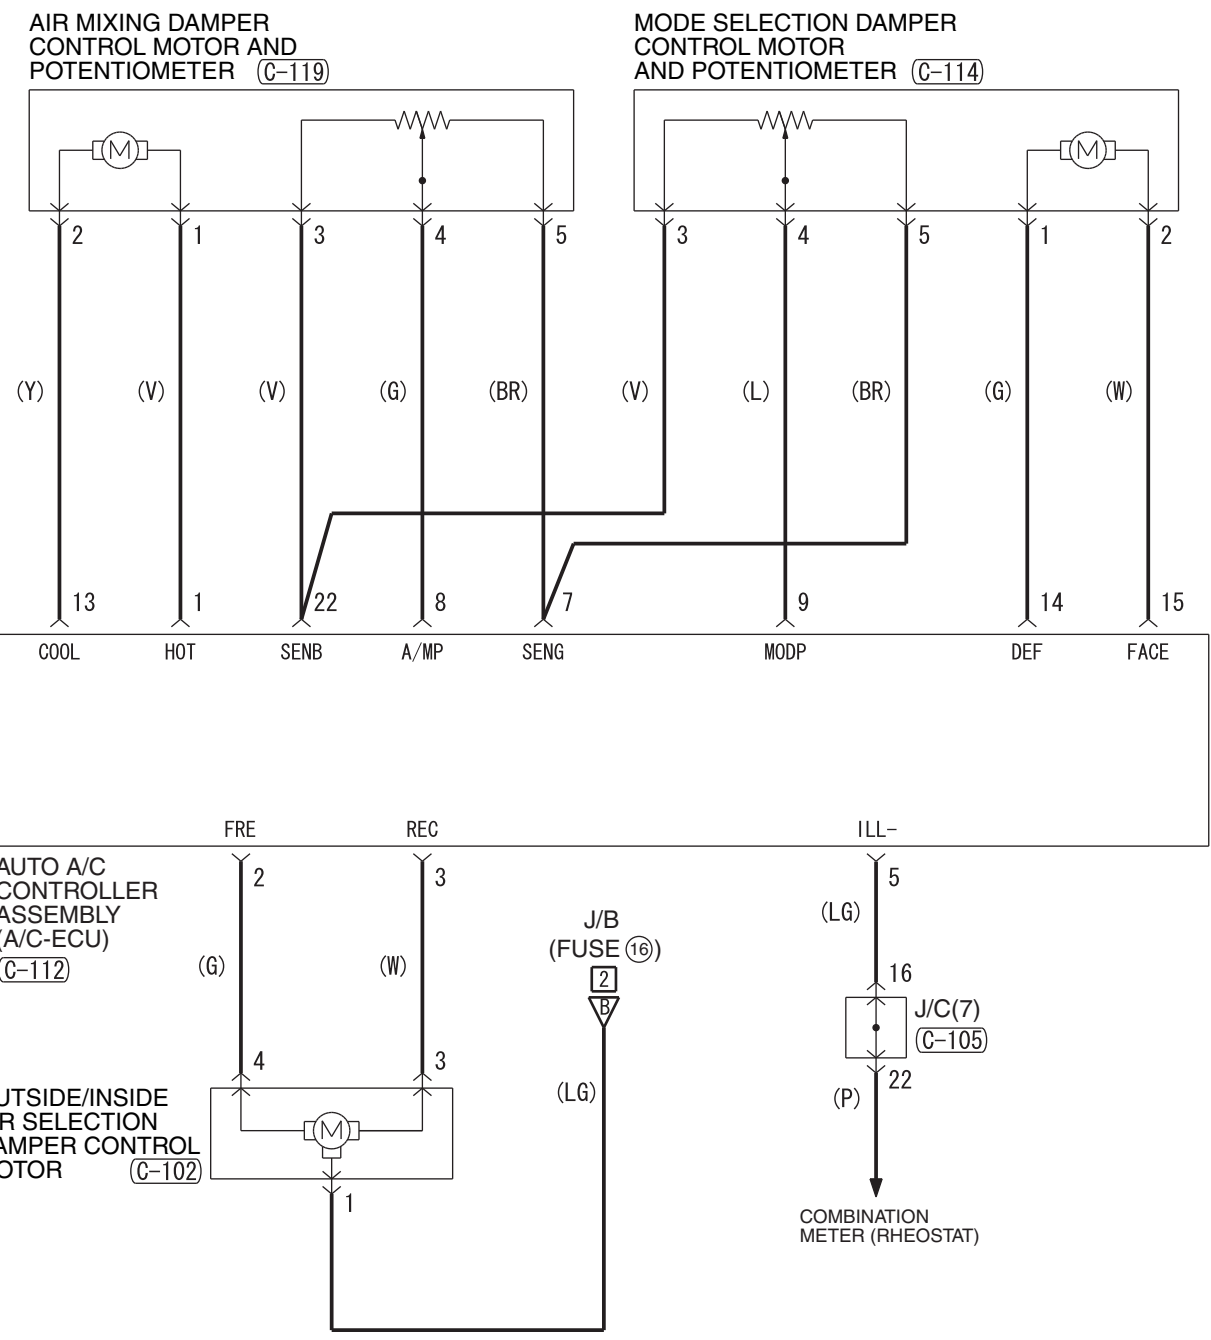 AIR MIXING DAMPER
CONTROL MOTOR AND
POTENTIOMETER (C-119)
MODE SELECTION DAMPER
CONTROL MOTOR
AND POTENTIOMETER (C-114)
M
M
2 1 3 4 5 3 4 5 1 2
(Y) (V) (V) (G) (BR) (V) (L) (BR) (G) (W)
13 1 22 8 7 9 14 15
COOL HOT SENB A/MP SENG MODP DEF FACE
FRE REC ILL-
AUTO A/C
CONTROLLER
ASSEMBLY
(A/C-ECU)
(C-112)
2 3 5
(G) (W) (LG)
J/B
(FUSE 16)
2
B
16
J/C(7)
(C-105)
22
(P)
4 3
(LG)
UTSIDE/INSIDE
R SELECTION
AMPER CONTROL
OTOR (C-102)
M
1
COMBINATION
METER (RHEOSTAT)